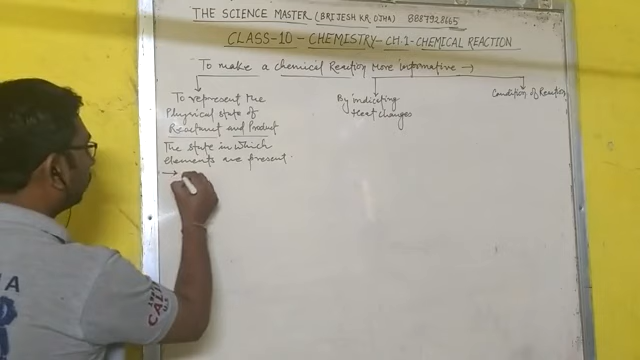 THE SCIENCE MASTER (BRIJESH KR. OJHA) 8887928665
CLASS-10 - CHEMISTRY- CH.1- CHEMICAL REACTION
To make a chemical Reaction More informative →
To represent the
Physical state of
Reactant and Product
The state in which
elements are present.
→
By indicating
Heat changes
Condition of Reaction